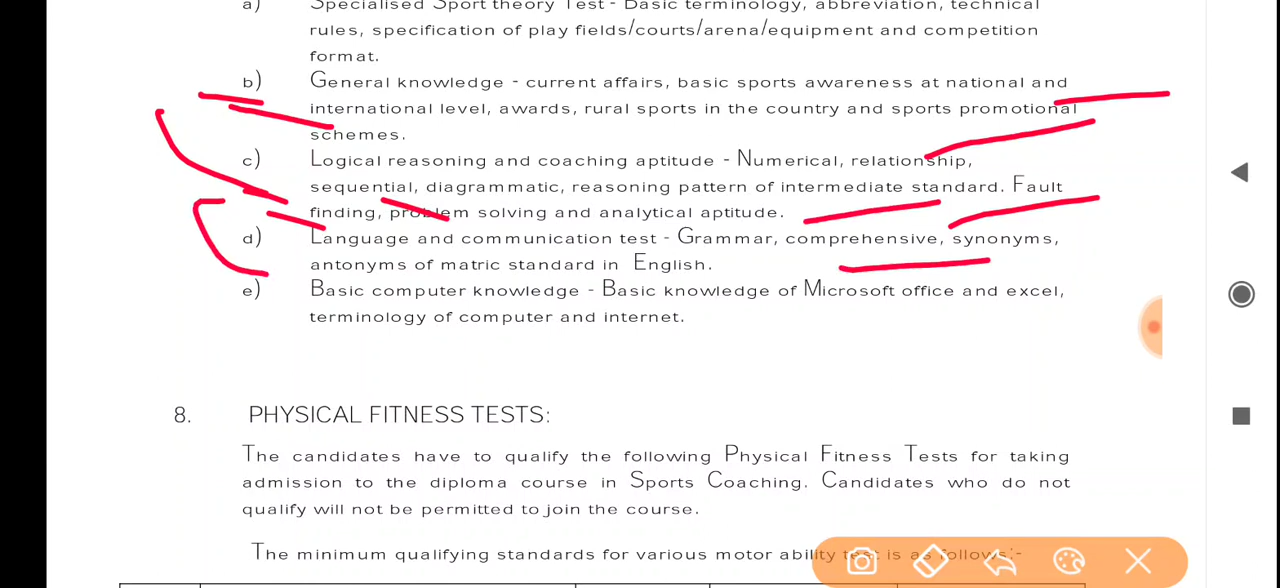 a) Specialised Sport theory Test - Basic terminology, abbreviation, technical
rules, specification of play fields/courts/arena/equipment and competition
format.
b) General knowledge - current affairs, basic sports awareness at national and
international level, awards, rural sports in the country and sports promotional
schemes.
c) Logical reasoning and coaching aptitude - Numerical, relationship,
sequential, diagrammatic, reasoning pattern of intermediate standard. Fault
finding, problem solving and analytical aptitude.
d) Language and communication test - Grammar, comprehensive, synonyms,
antonyms of matric standard in English.
e) Basic computer knowledge - Basic knowledge of Microsoft office and excel,
terminology of computer and internet.
8. PHYSICAL FITNESS TESTS:
The candidates have to qualify the following Physical Fitness Tests for taking
admission to the diploma course in Sports Coaching. Candidates who do not
qualify will not be permitted to join the course.
The minimum qualifying standards for various motor ability test is as follows:-